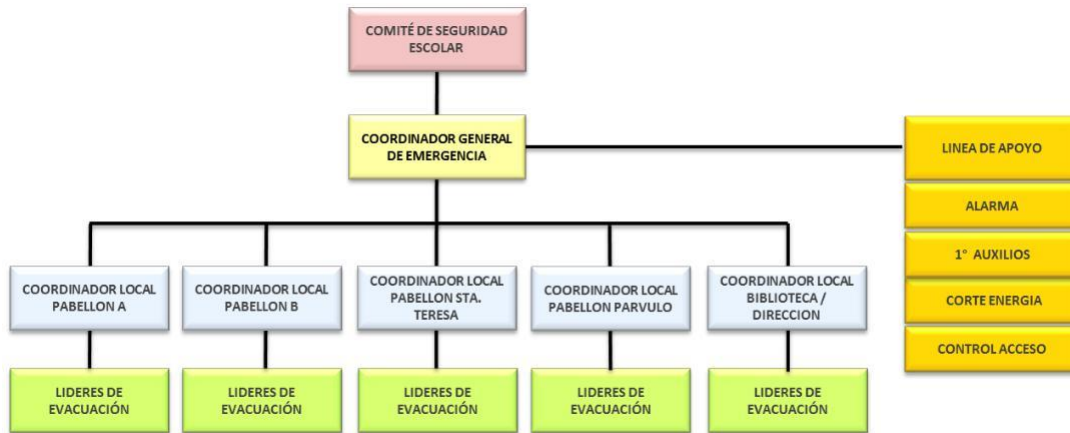 COMITÉ DE SEGURIDAD
ESCOLAR
COORDINADOR GENERAL
DE EMERGENCIA
LINEA DE APOYO
ALARMA
1° AUXILIOS
CORTE ENERGIA
CONTROL ACCESO
COORDINADOR LOCAL
PABELLON A
COORDINADOR LOCAL
PABELLON B
COORDINADOR LOCAL
PABELLON STA.
TERESA
COORDINADOR LOCAL
PABELLON PARVULO
COORDINADOR LOCAL
BIBLIOTECA /
DIRECCION
LIDERES DE
EVACUACIÓN
LIDERES DE
EVACUACIÓN
LIDERES DE
EVACUACIÓN
LIDERES DE
EVACUACIÓN
LIDERES DE
EVACUACIÓN